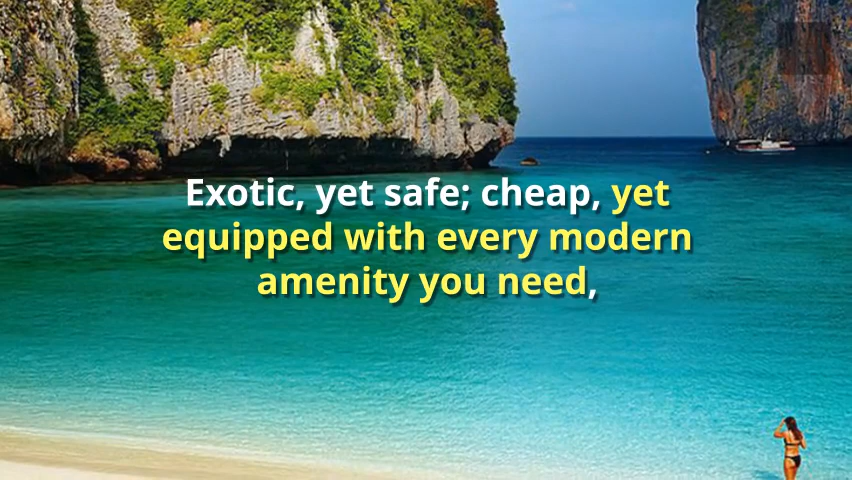 Exotic, yet safe; cheap, yet
equipped with every modern
amenity you need,